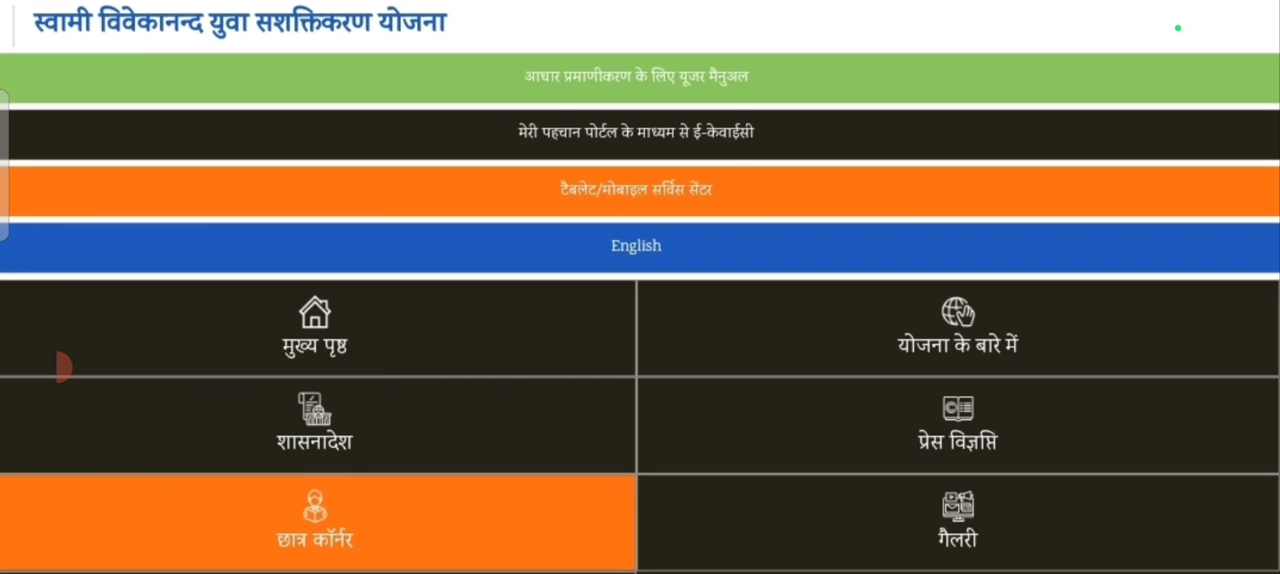 स्वामी विवेकानन्द युवा सशक्तिकरण योजना
आधार प्रमाणीकरण के लिए यूजर मैनुअल
मेरी पहचान पोर्टल के माध्यम से ई-केवाईसी
टैबलेट/मोबाइल सर्विस सेंटर
English
मुख्य पृष्ठ
योजना के बारे में
शासनादेश
प्रेस विज्ञप्ति
छात्र कॉर्नर
गैलरी